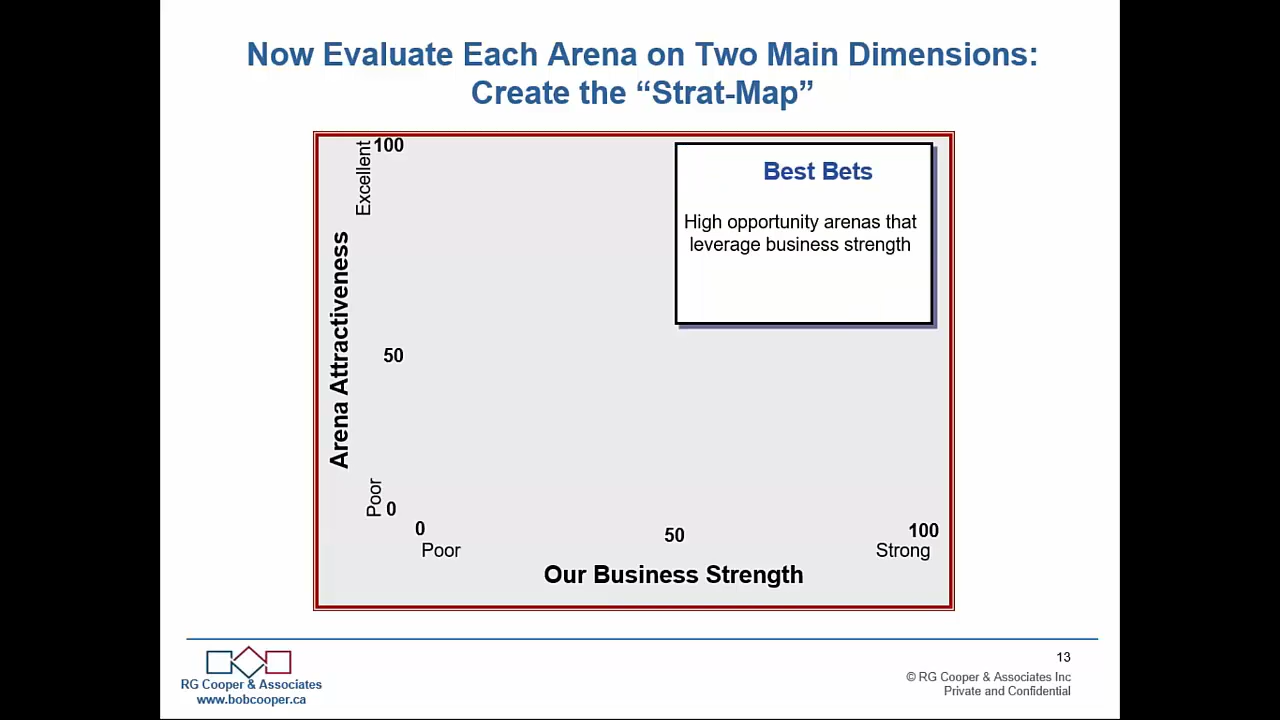 Now Evaluate Each Arena on Two Main Dimensions:
Create the “Strat-Map”
100
Excellent
Best Bets
High opportunity arenas that
leverage business strength
Arena Attractiveness
50
Poor
0
0
50
100
Poor
Strong
Our Business Strength
RG Cooper & Associates
www.bobcooper.ca
13
© RG Cooper & Associates Inc
Private and Confidential